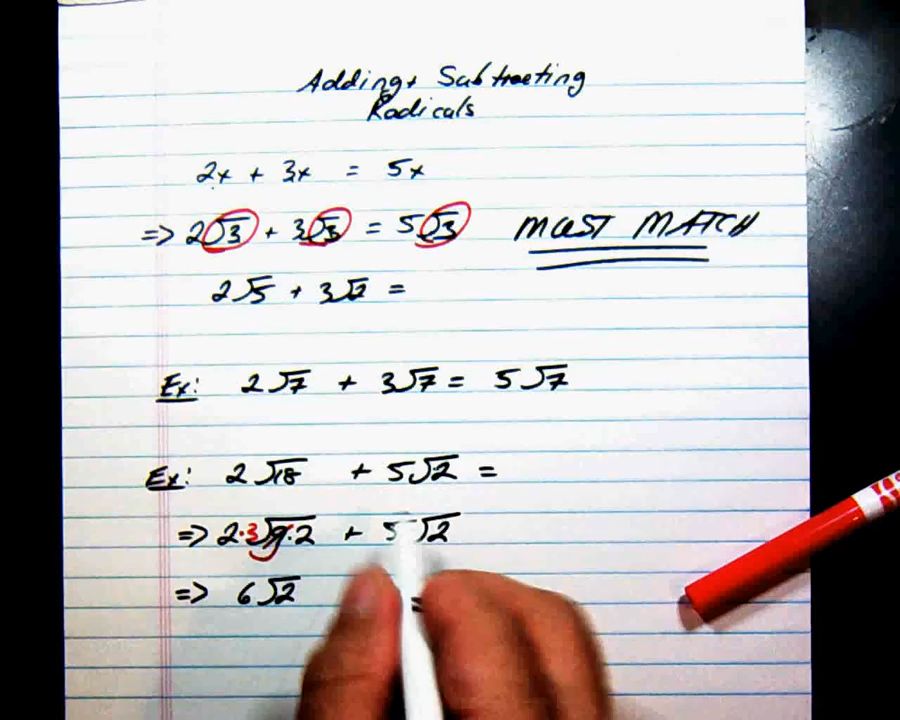 Adding + Subtracting
Radicals
2x + 3x = 5x
=> 2√3 + 3√3 = 5√3 MUST MATCH
2√5 + 3√2 =
Ex: 2√7 + 3√7 = 5√7
Ex: 2√18 + 5√2 =
=> 2·3√9·2 + 5√2
=> 6√2 =